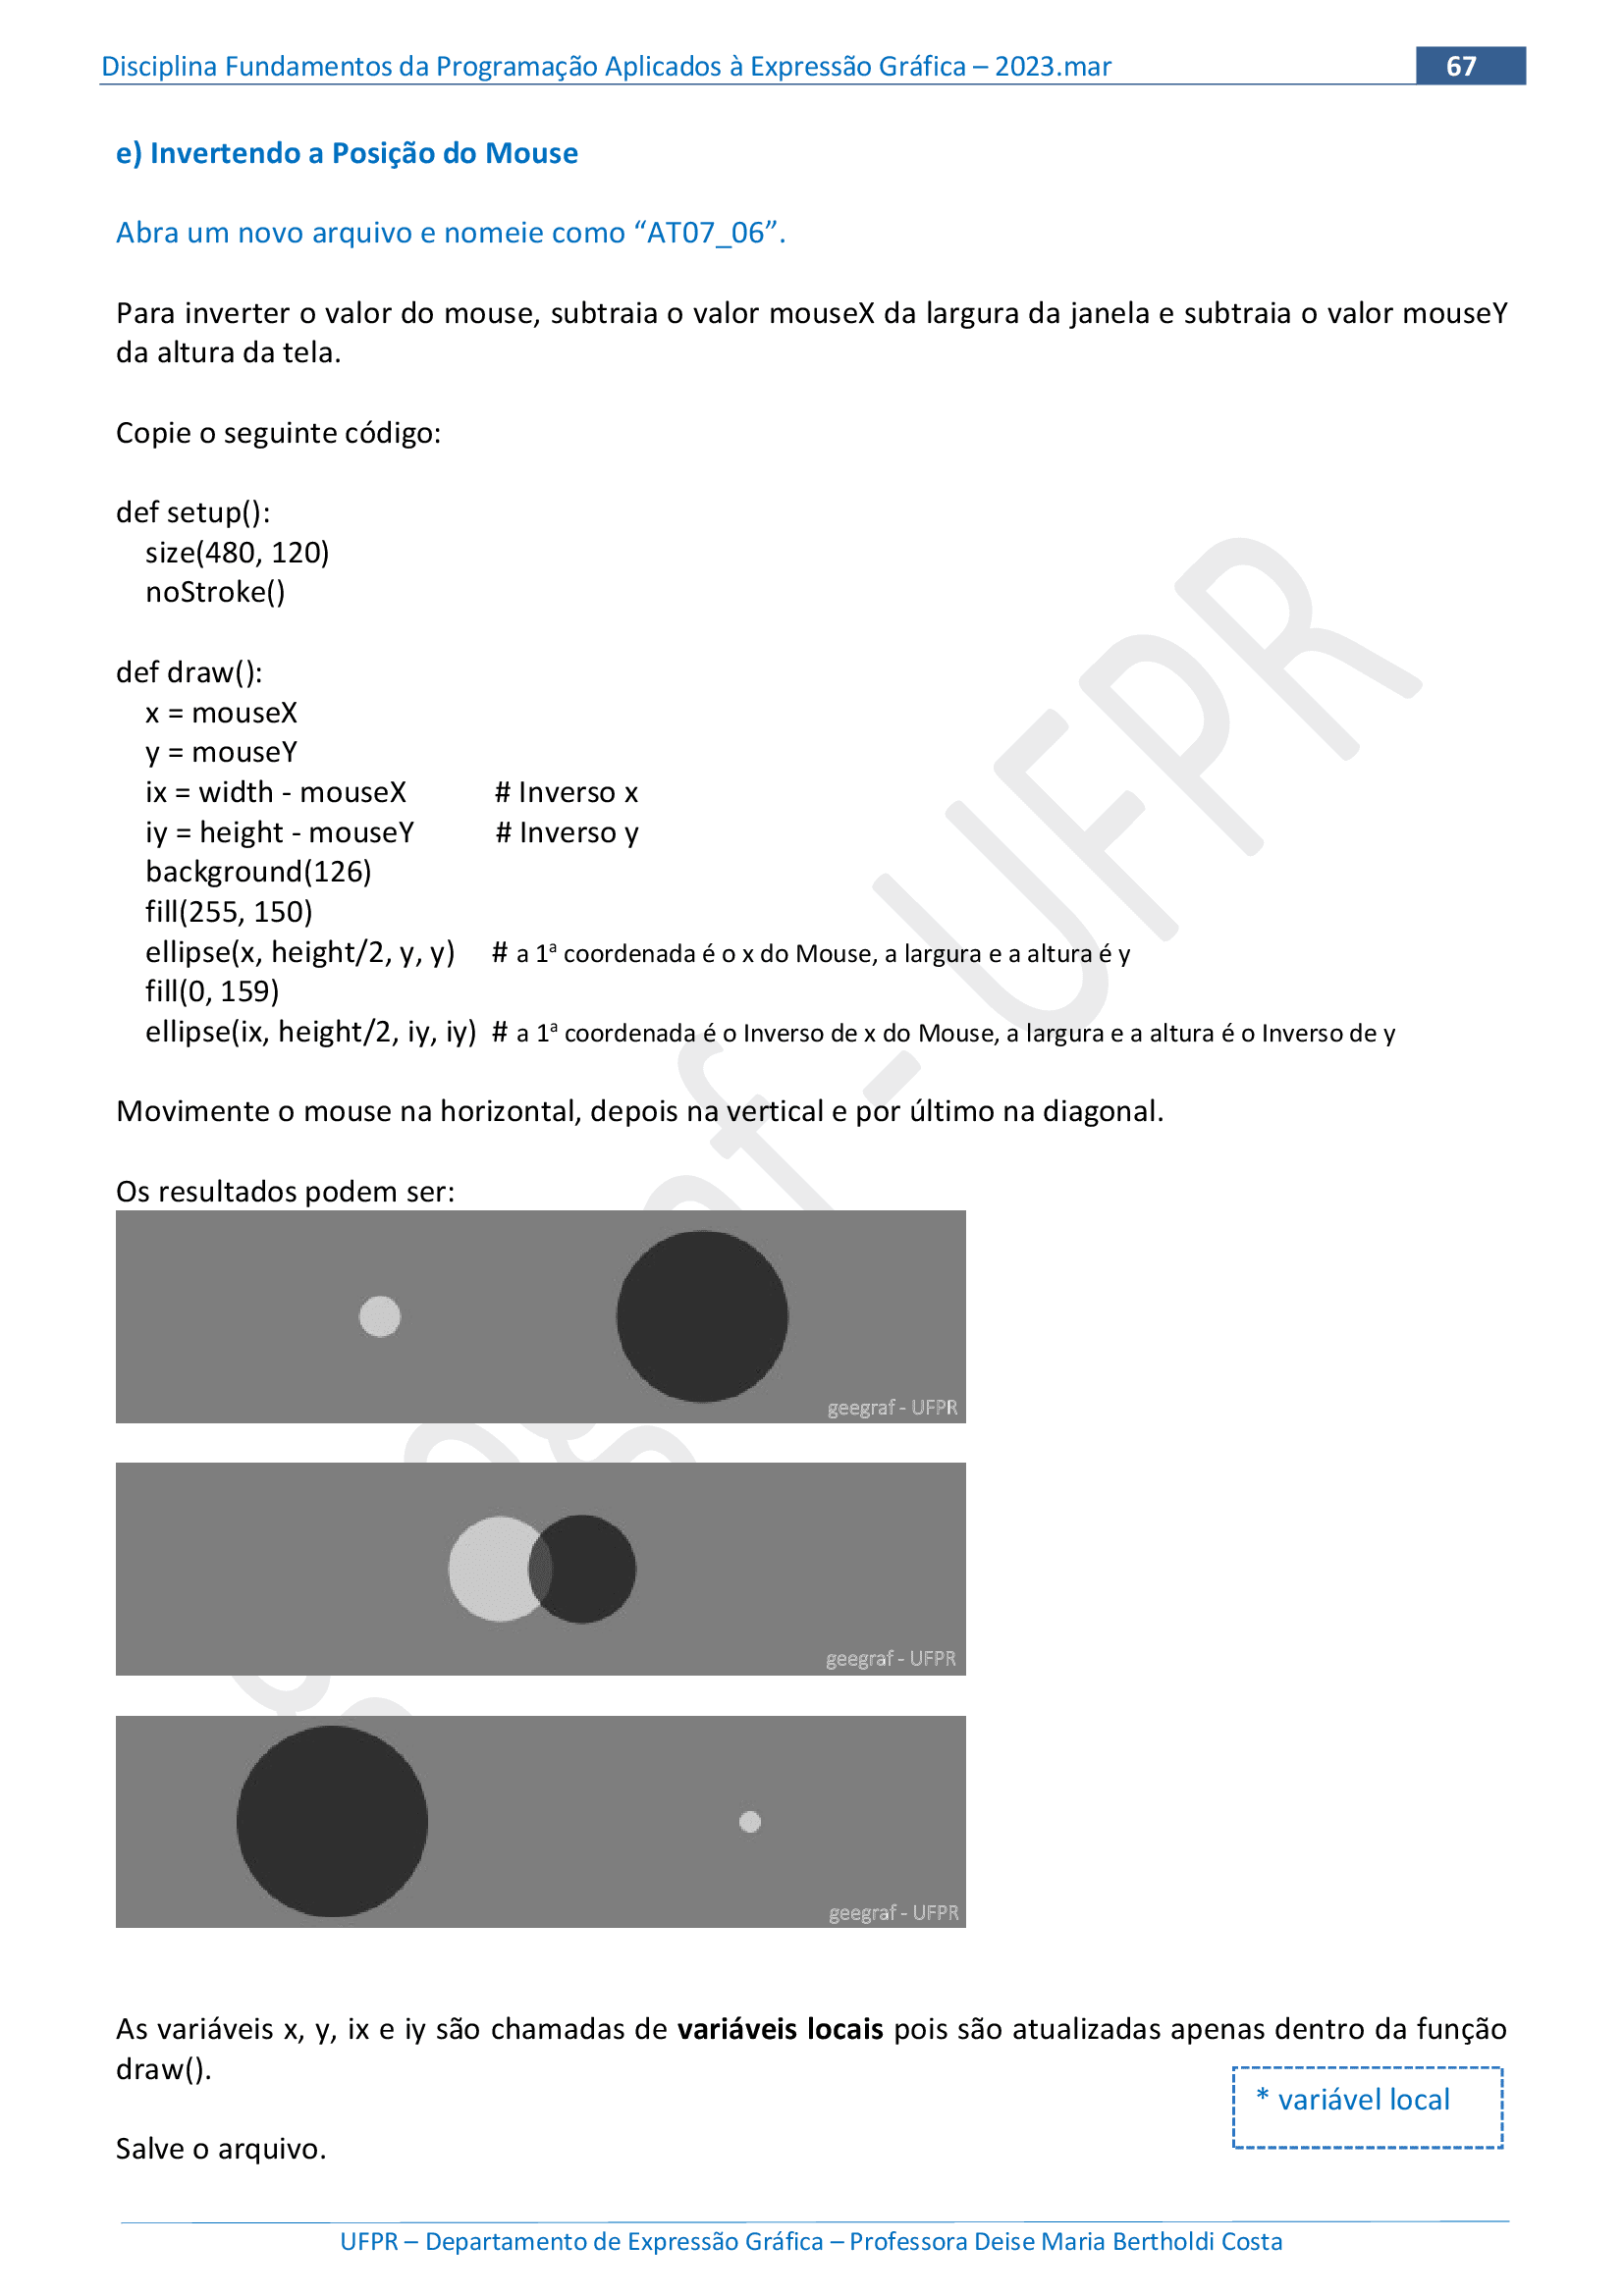 Disciplina Fundamentos da Programação Aplicados à Expressão Gráfica – 2023.mar
67
e) Invertendo a Posição do Mouse
Abra um novo arquivo e nomeie como “AT07_06”.
Para inverter o valor do mouse, subtraia o valor mouseX da largura da janela e subtraia o valor mouseY
da altura da tela.
Copie o seguinte código:
def setup():
size(480, 120)
noStroke()
def draw():
x = mouseX
y = mouseY
ix = width - mouseX # Inverso x
iy = height - mouseY # Inverso y
background(126)
fill(255, 150)
ellipse(x, height/2, y, y) # a 1ª coordenada é o x do Mouse, a largura e a altura é y
fill(0, 159)
ellipse(ix, height/2, iy, iy) # a 1ª coordenada é o Inverso de x do Mouse, a largura e a altura é o Inverso de y
Movimente o mouse na horizontal, depois na vertical e por último na diagonal.
Os resultados podem ser:
geegraf - UFPR
geegraf - UFPR
geegraf - UFPR
As variáveis x, y, ix e iy são chamadas de variáveis locais pois são atualizadas apenas dentro da função
draw().
* variável local
Salve o arquivo.
UFPR – Departamento de Expressão Gráfica – Professora Deise Maria Bertholdi Costa